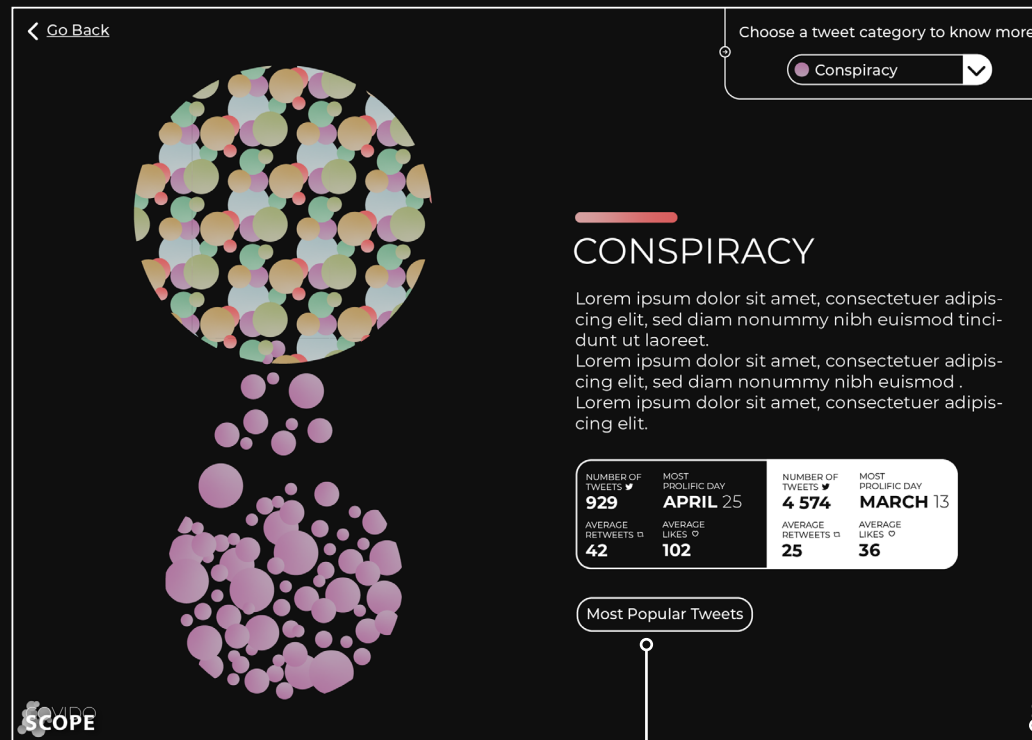 Go Back
Choose a tweet category to know more
Conspiracy
CONSPIRACY
Lorem ipsum dolor sit amet, consectetuer adipis-
cing elit, sed diam nonummy nibh euismod tinci-
dunt ut laoreet.
Lorem ipsum dolor sit amet, consectetuer adipis-
cing elit, sed diam nonummy nibh euismod .
Lorem ipsum dolor sit amet, consectetuer adipis-
cing elit.
NUMBER OF
TWEETS
929
MOST
PROLIFIC DAY
APRIL 25
AVERAGE
RETWEETS
42
AVERAGE
LIKES
102
NUMBER OF
TWEETS
4 574
MOST
PROLIFIC DAY
MARCH 13
AVERAGE
RETWEETS
25
AVERAGE
LIKES
36
Most Popular Tweets
SCOPE